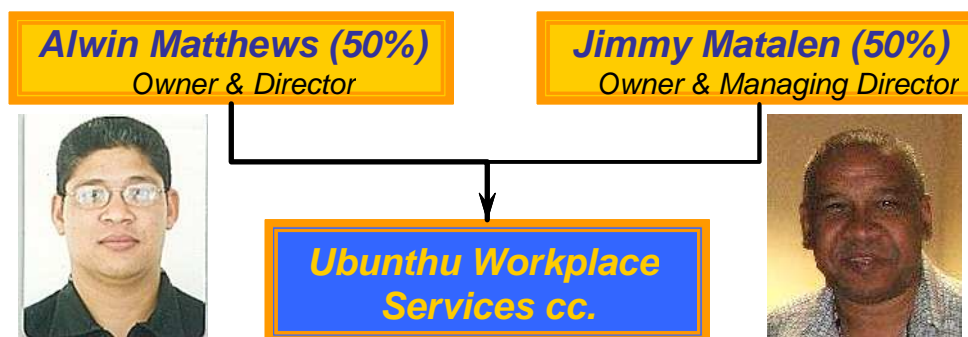 Alwin Matthews (50%)
Owner & Director
Jimmy Matalen (50%)
Owner & Managing Director
Ubunthu Workplace
Services cc.